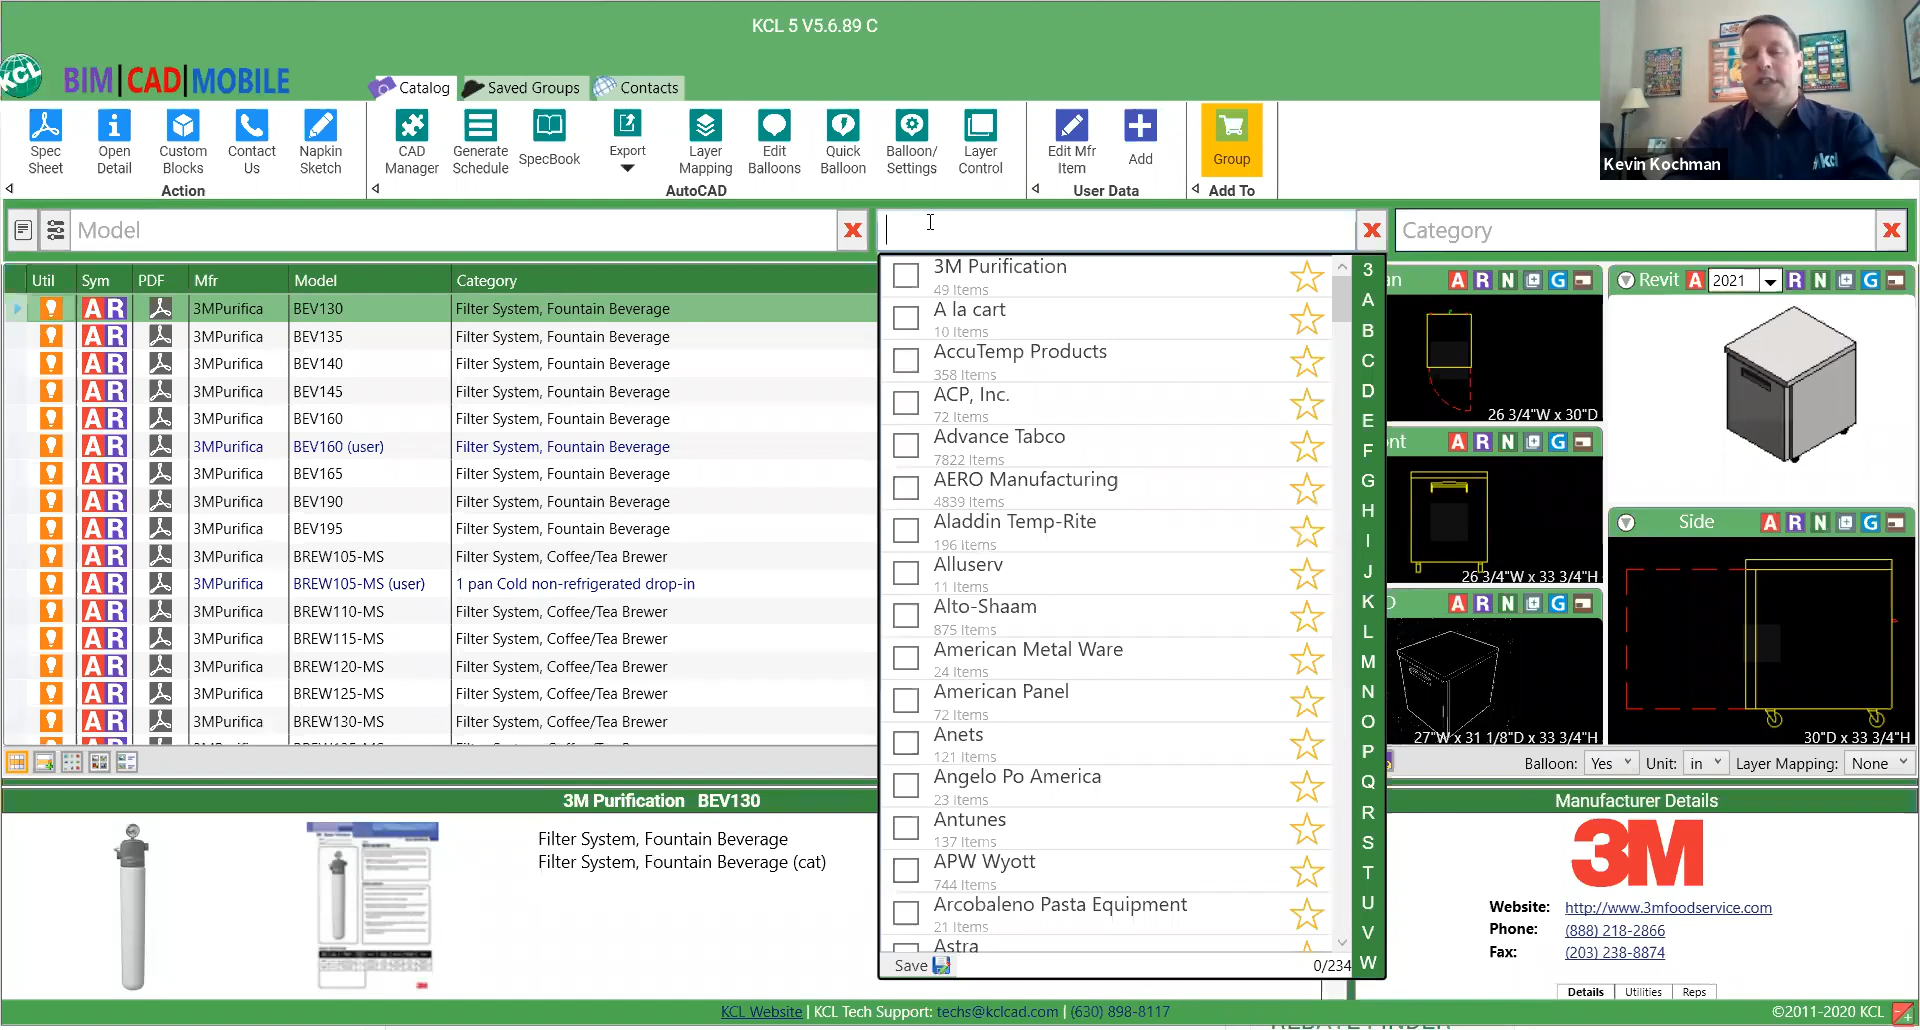 KCL 5 V5.6.89 C
KCL
BIM|CAD|MOBILE
Catalog
Saved Groups
Contacts
Spec Sheet
Open Detail
Custom Blocks
Contact Us
Napkin Sketch
CAD Manager
Generate Schedule
SpecBook
Export
Layer Mapping
Edit Balloons
Quick Balloon
Balloon/ Settings
Layer Control
Edit Mfr Item
Add
Group
Action
AutoCAD
User Data
Add To
Kevin Kochman
kcl
Model
Category
Util Sym PDF Mfr Model Category
A R 3MPurifica BEV130 Filter System, Fountain Beverage
A R 3MPurifica BEV135 Filter System, Fountain Beverage
A R 3MPurifica BEV140 Filter System, Fountain Beverage
A R 3MPurifica BEV145 Filter System, Fountain Beverage
A R 3MPurifica BEV160 Filter System, Fountain Beverage
A R 3MPurifica BEV160 (user) Filter System, Fountain Beverage
A R 3MPurifica BEV165 Filter System, Fountain Beverage
A R 3MPurifica BEV190 Filter System, Fountain Beverage
A R 3MPurifica BEV195 Filter System, Fountain Beverage
A R 3MPurifica BREW105-MS Filter System, Coffee/Tea Brewer
A R 3MPurifica BREW105-MS (user) 1 pan Cold non-refrigerated drop-in
A R 3MPurifica BREW110-MS Filter System, Coffee/Tea Brewer
A R 3MPurifica BREW115-MS Filter System, Coffee/Tea Brewer
A R 3MPurifica BREW120-MS Filter System, Coffee/Tea Brewer
A R 3MPurifica BREW125-MS Filter System, Coffee/Tea Brewer
A R 3MPurifica BREW130-MS Filter System, Coffee/Tea Brewer
3M Purification
49 Items
A la cart
10 Items
AccuTemp Products
358 Items
ACP, Inc.
72 Items
Advance Tabco
7822 Items
AERO Manufacturing
4839 Items
Aladdin Temp-Rite
196 Items
Alluserv
11 Items
Alto-Shaam
875 Items
American Metal Ware
24 Items
American Panel
72 Items
Anets
121 Items
Angelo Po America
23 Items
Antunes
137 Items
APW Wyott
744 Items
Arcobaleno Pasta Equipment
21 Items
Astra
Save
0/234
3
A
B
C
D
E
F
G
H
I
J
K
L
M
N
O
P
Q
R
S
T
U
V
W
A R N G
26 3/4"W x 30"D
A R N G
26 3/4"W x 33 3/4"H
A R N G
27"W x 31 1/8"D x 33 3/4"H
Revit A 2021 R N G
Side A R N G
30"D x 33 3/4"H
Balloon: Yes Unit: in Layer Mapping: None
3M Purification BEV130
Filter System, Fountain Beverage
Filter System, Fountain Beverage (cat)
Manufacturer Details
3M
Website: http://www.3mfoodservice.com
Phone: (888) 218-2866
Fax: (203) 238-8874
Details Utilities Reps
KCL Website | KCL Tech Support: techs@kclcad.com | (630) 898-8117
©2011-2020 KCL